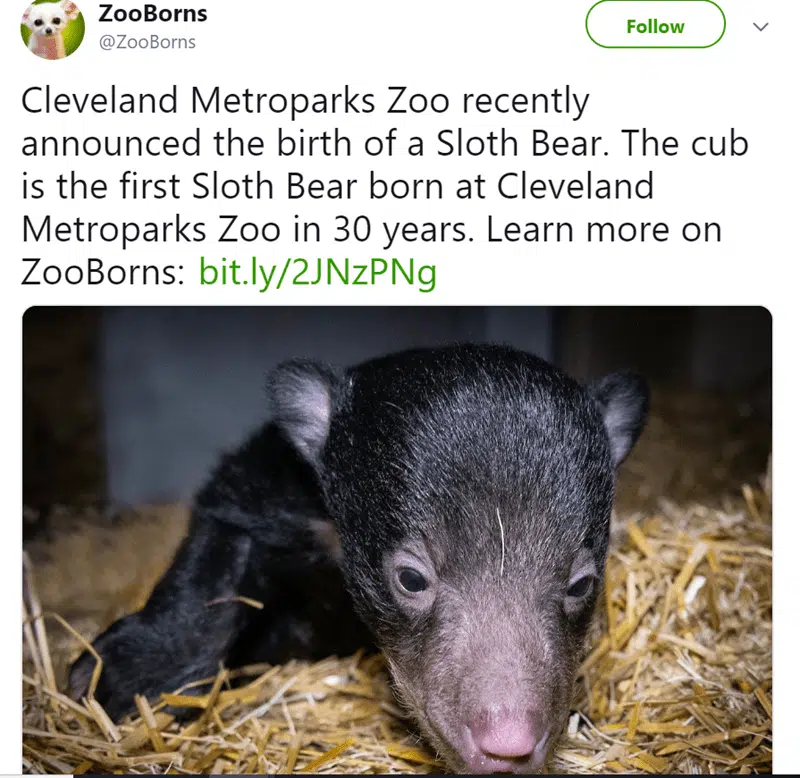 ZooBorns
@ZooBorns
Follow
Cleveland Metroparks Zoo recently
announced the birth of a Sloth Bear. The cub
is the first Sloth Bear born at Cleveland
Metroparks Zoo in 30 years. Learn more on
ZooBorns: bit.ly/2JNzPNg